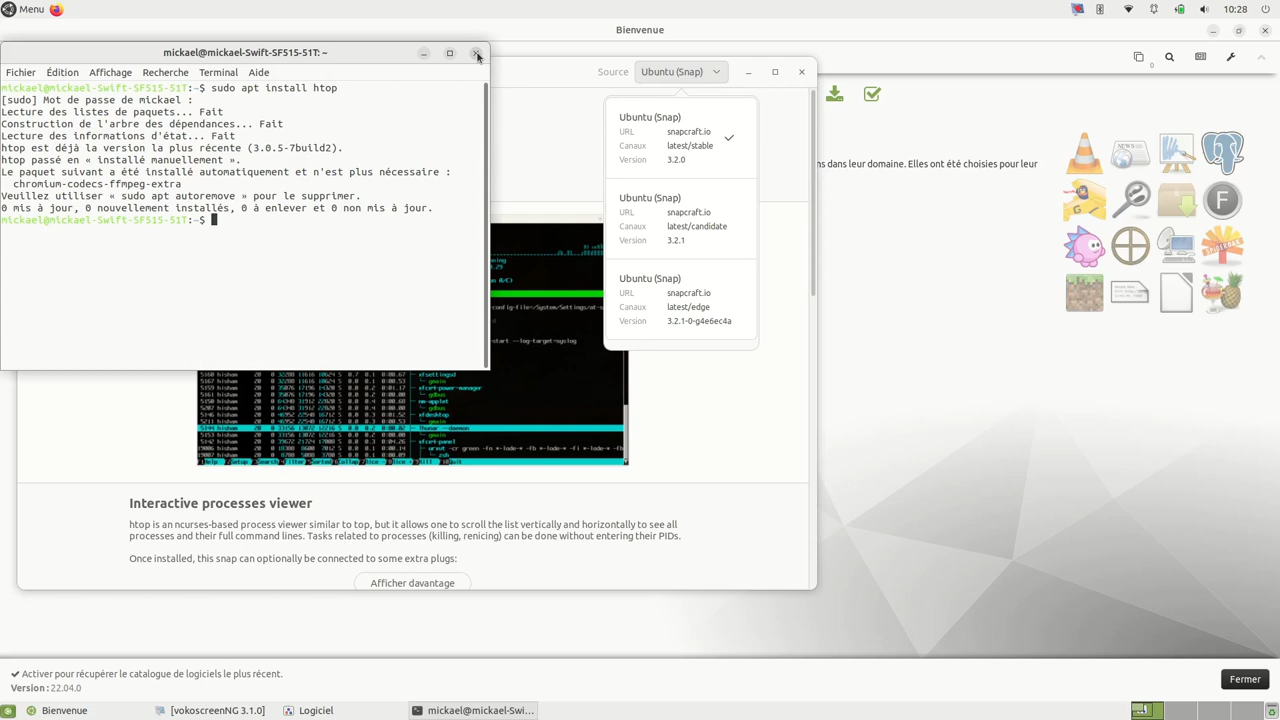 Menu
10:28
Bienvenue
mickael@mickael-Swift-SF515-51T: ~
Fichier Édition Affichage Recherche Terminal Aide
mickael@mickael-Swift-SF515-51T:~$ sudo apt install htop
[sudo] Mot de passe de mickael :
Lecture des listes de paquets... Fait
Construction de l'arbre des dépendances... Fait
Lecture des informations d'état... Fait
htop est déjà la version la plus récente (3.0.5-7build2).
htop passé en « installé manuellement ».
Le paquet suivant a été installé automatiquement et n'est plus nécessaire :
chromium-codecs-ffmpeg-extra
Veuillez utiliser « sudo apt autoremove » pour le supprimer.
0 mis à jour, 0 nouvellement installés, 0 à enlever et 0 non mis à jour.
mickael@mickael-Swift-SF515-51T:~$
Source Ubuntu (Snap)
Ubuntu (Snap)
URL snapcraft.io
Canaux latest/stable
Version 3.2.0
Ubuntu (Snap)
URL snapcraft.io
Canaux latest/candidate
Version 3.2.1
Ubuntu (Snap)
URL snapcraft.io
Canaux latest/edge
Version 3.2.1-0-g4e6ec4a
0
ns dans leur domaine. Elles ont été choisies pour leur
F
Interactive processes viewer
htop is an ncurses-based process viewer similar to top, but it allows one to scroll the list vertically and horizontally to see all
processes and their full command lines. Tasks related to processes (killing, renicing) can be done without entering their PIDs.
Once installed, this snap can optionally be connected to some extra plugs:
Afficher davantage
Activer pour récupérer le catalogue de logiciels le plus récent.
Version : 22.04.0
Fermer
Bienvenue
[vokoscreenNG 3.1.0]
Logiciel
mickael@mickael-Swi...